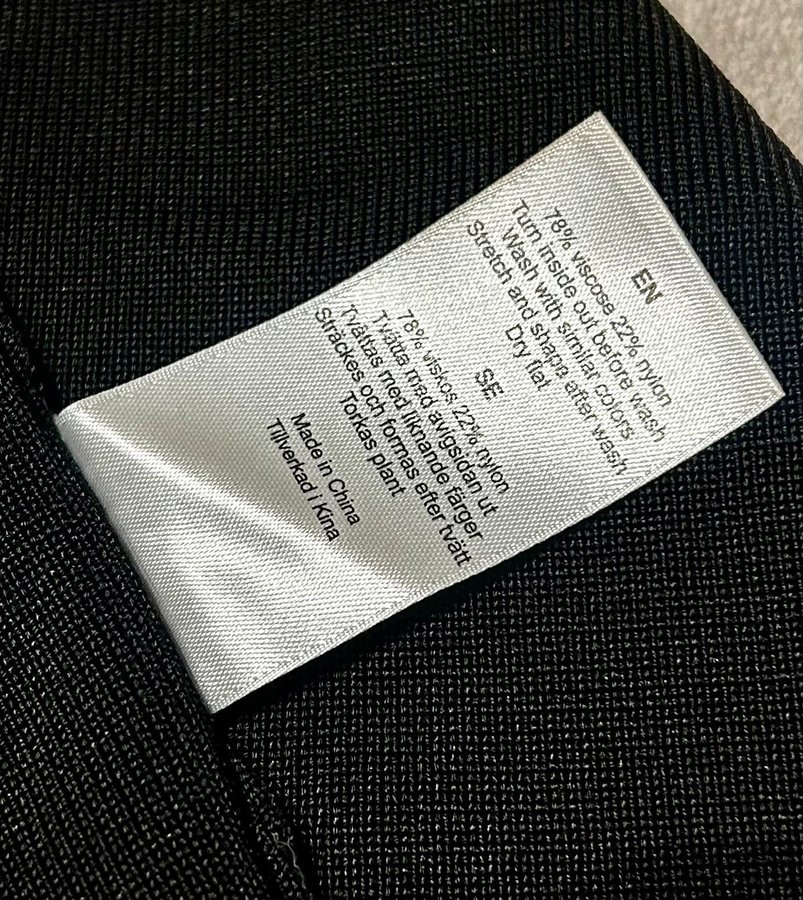 EN
78% viscose 22% nylon
Turn inside out before wash
Wash with similar colors
Stretch and shape after wash
Dry flat
SE
78% viskos 22% nylon
Tvätta med avigsidan ut
Tvättas med liknande färger
Sträckes och formas efter tvätt
Torkas plant
Made in China
Tillverkad i Kina